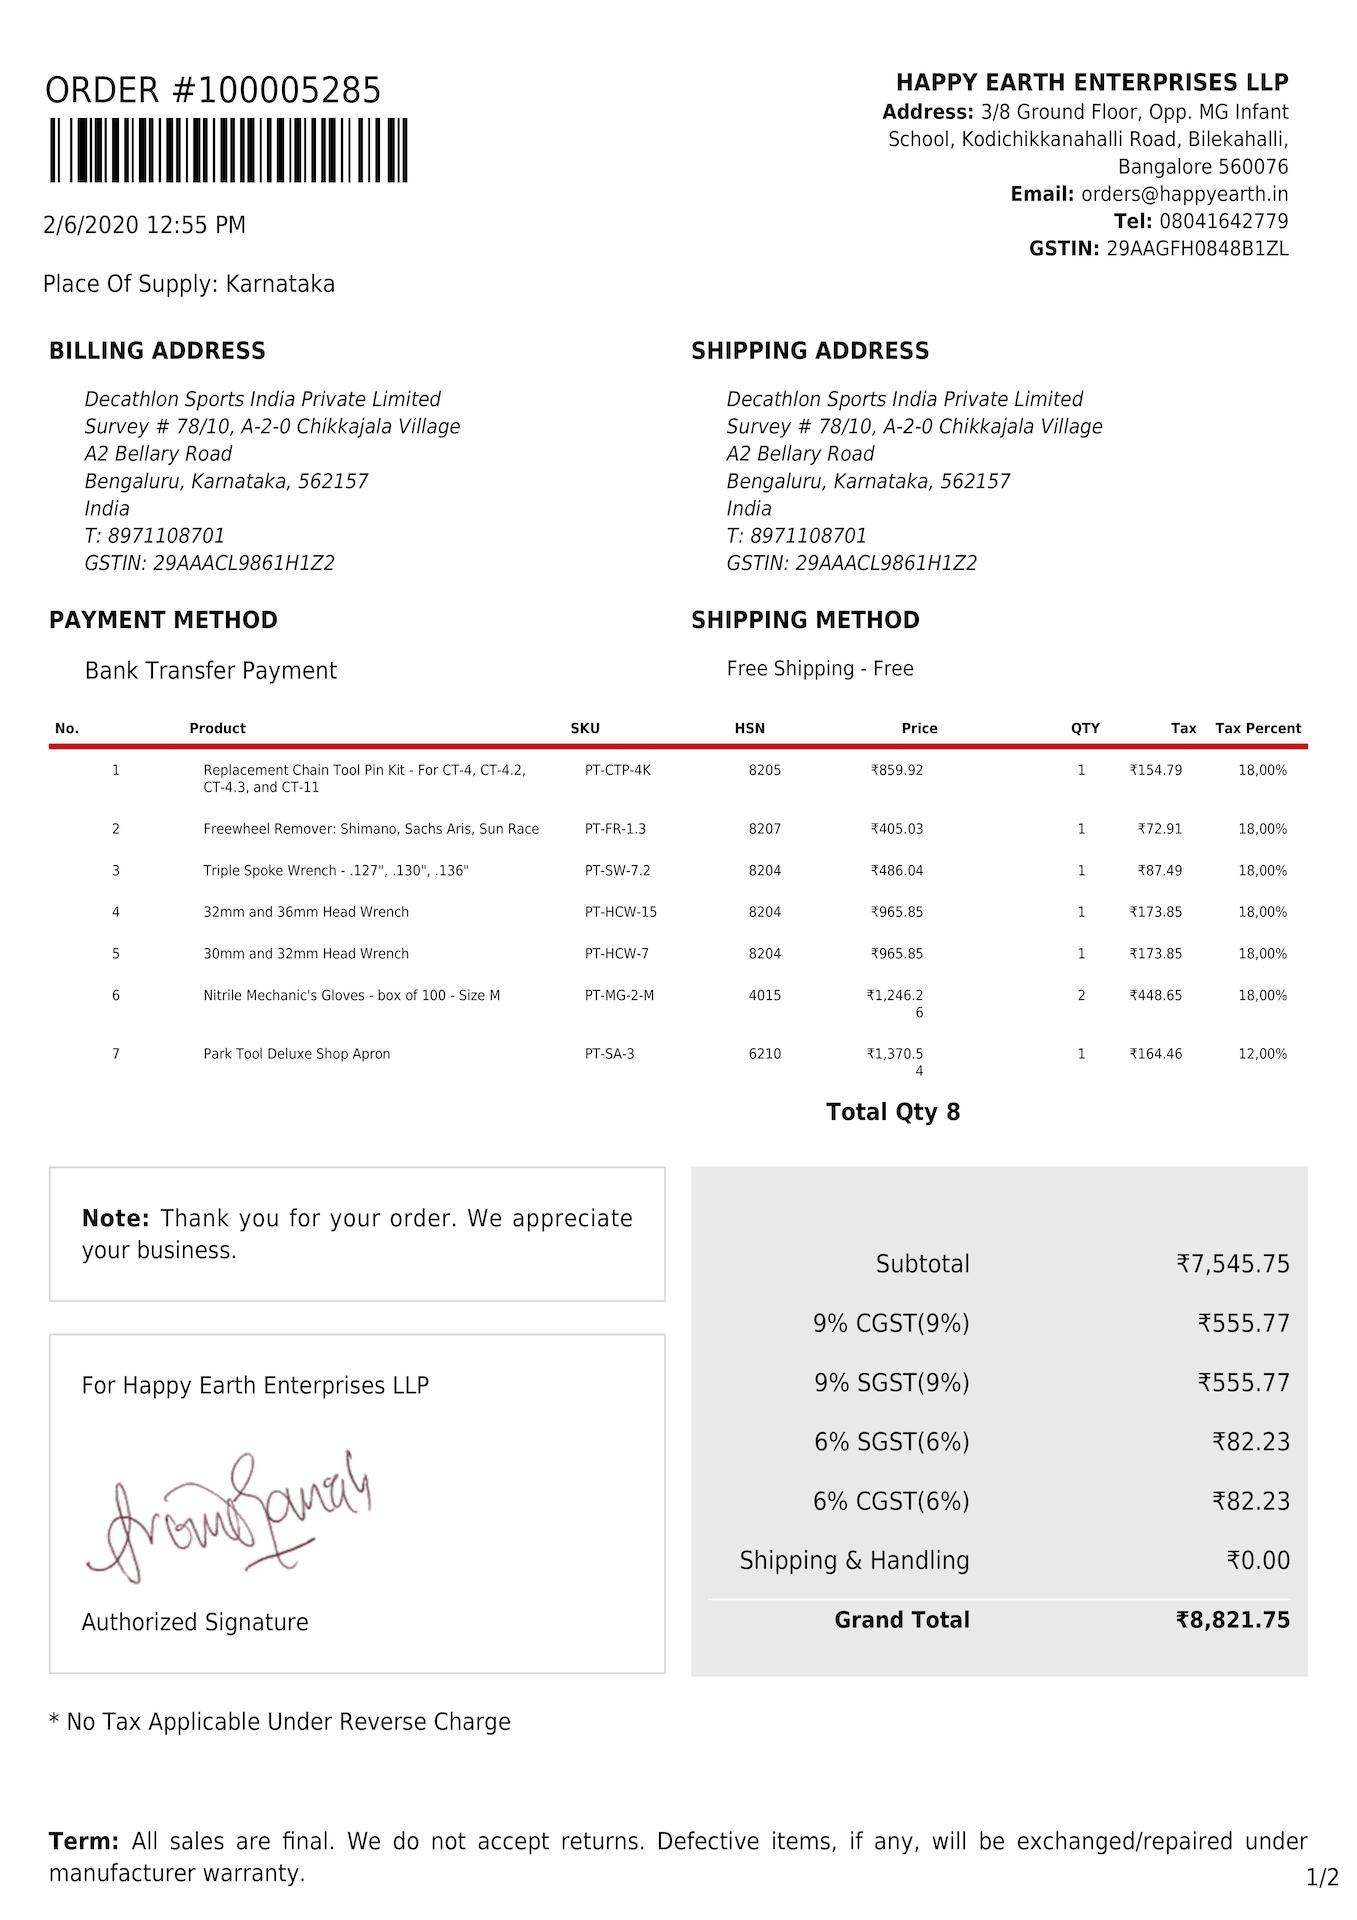 ORDER #100005285
2/6/2020 12:55 PM
Place Of Supply: Karnataka
HAPPY EARTH ENTERPRISES LLP
Address: 3/8 Ground Floor, Opp. MG Infant
School, Kodichikkanahalli Road, Bilekahalli,
Bangalore 560076
Email: orders@happyearth.in
Tel: 08041642779
GSTIN: 29AAGFH0848B1ZL
BILLING ADDRESS
Decathlon Sports India Private Limited
Survey # 78/10, A-2-0 Chikkajala Village
A2 Bellary Road
Bengaluru, Karnataka, 562157
India
T: 8971108701
GSTIN: 29AAACL9861H1Z2
SHIPPING ADDRESS
Decathlon Sports India Private Limited
Survey # 78/10, A-2-0 Chikkajala Village
A2 Bellary Road
Bengaluru, Karnataka, 562157
India
T: 8971108701
GSTIN: 29AAACL9861H1Z2
PAYMENT METHOD
Bank Transfer Payment
SHIPPING METHOD
Free Shipping - Free
No. Product SKU HSN Price QTY Tax Tax Percent
1 Replacement Chain Tool Pin Kit - For CT-4, CT-4.2, PT-CTP-4K 8205 ₹859.92 1 ₹154.79 18,00%
CT-4.3, and CT-11
2 Freewheel Remover: Shimano, Sachs Aris, Sun Race PT-FR-1.3 8207 ₹405.03 1 ₹72.91 18,00%
3 Triple Spoke Wrench - .127", .130", .136" PT-SW-7.2 8204 ₹486.04 1 ₹87.49 18,00%
4 32mm and 36mm Head Wrench PT-HCW-15 8204 ₹965.85 1 ₹173.85 18,00%
5 30mm and 32mm Head Wrench PT-HCW-7 8204 ₹965.85 1 ₹173.85 18,00%
6 Nitrile Mechanic's Gloves - box of 100 - Size M PT-MG-2-M 4015 ₹1,246.2 2 ₹448.65 18,00%
6
7 Park Tool Deluxe Shop Apron PT-SA-3 6210 ₹1,370.5 1 ₹164.46 12,00%
4
Total Qty 8
Note: Thank you for your order. We appreciate
your business.
For Happy Earth Enterprises LLP
Authorized Signature
Subtotal ₹7,545.75
9% CGST(9%) ₹555.77
9% SGST(9%) ₹555.77
6% SGST(6%) ₹82.23
6% CGST(6%) ₹82.23
Shipping & Handling ₹0.00
Grand Total ₹8,821.75
* No Tax Applicable Under Reverse Charge
Term: All sales are final. We do not accept returns. Defective items, if any, will be exchanged/repaired under
manufacturer warranty.
1/2